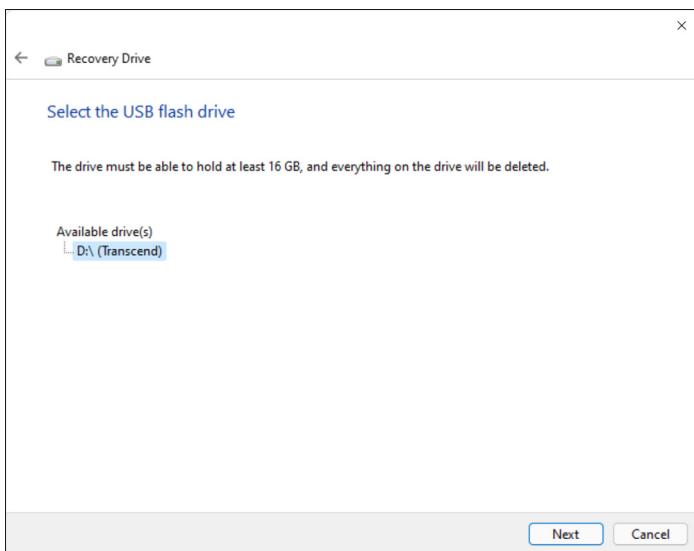 Recovery Drive
Select the USB flash drive
The drive must be able to hold at least 16 GB, and everything on the drive will be deleted.
Available drive(s)
D:\ (Transcend)
Next Cancel